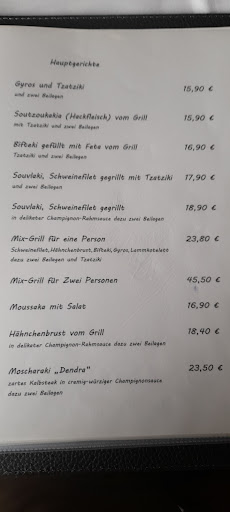 Hauptgerichte
Gyros und Tzatziki 15,90 €
und zwei Beilagen
Soutzoukakia (Hackfleisch) vom Grill 15,90 €
mit Tzatziki und zwei Beilagen
Bifteki gefüllt mit Feta vom Grill 16,90 €
Tzatziki und zwei Beilagen
Souvlaki, Schweinefilet gegrillt mit Tzatziki 17,90 €
und zwei Beilagen
Souvlaki, Schweinefilet gegrillt 18,90 €
in delikater Champignon-Rahmsauce dazu zwei Beilagen
Mix-Grill für eine Person 23,80 €
Schweinefilet, Hähnchenbrust, Bifteki, Gyros, Lammkotelett
dazu zwei Beilagen und Tzatziki
Mix-Grill für Zwei Personen 45,50 €
Moussaka mit Salat 16,90 €
Hähnchenbrust vom Grill 18,40 €
in delikater Champignon-Rahmsauce dazu zwei Beilagen
Moscharaki „Dendra" 23,50 €
zartes Kalbsteak in cremig-würziger Champignonsauce
dazu zwei Beilagen